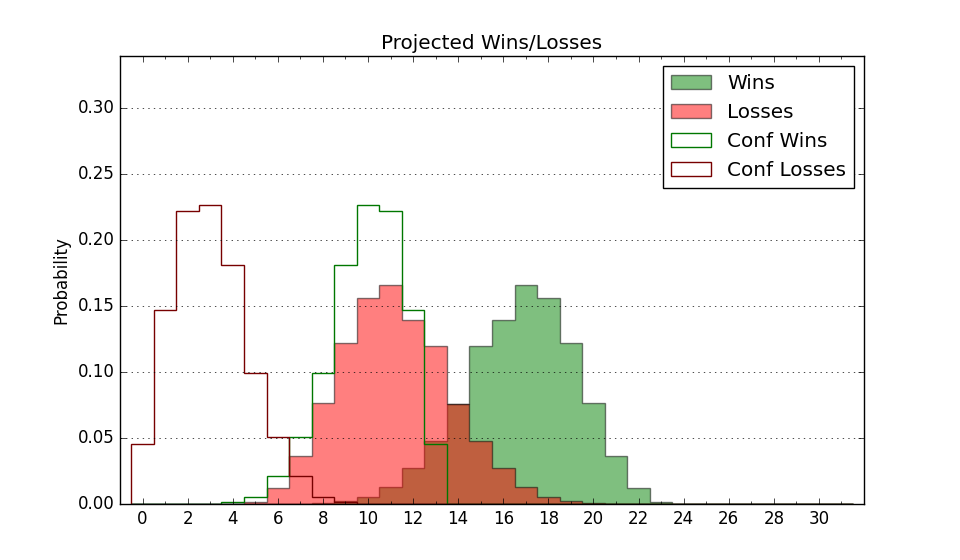 Projected Wins/Losses
Wins
Losses
Conf Wins
Conf Losses
Probability
0.30
0.25
0.20
0.15
0.10
0.05
0.00
0 2 4 6 8 10 12 14 16 18 20 22 24 26 28 30